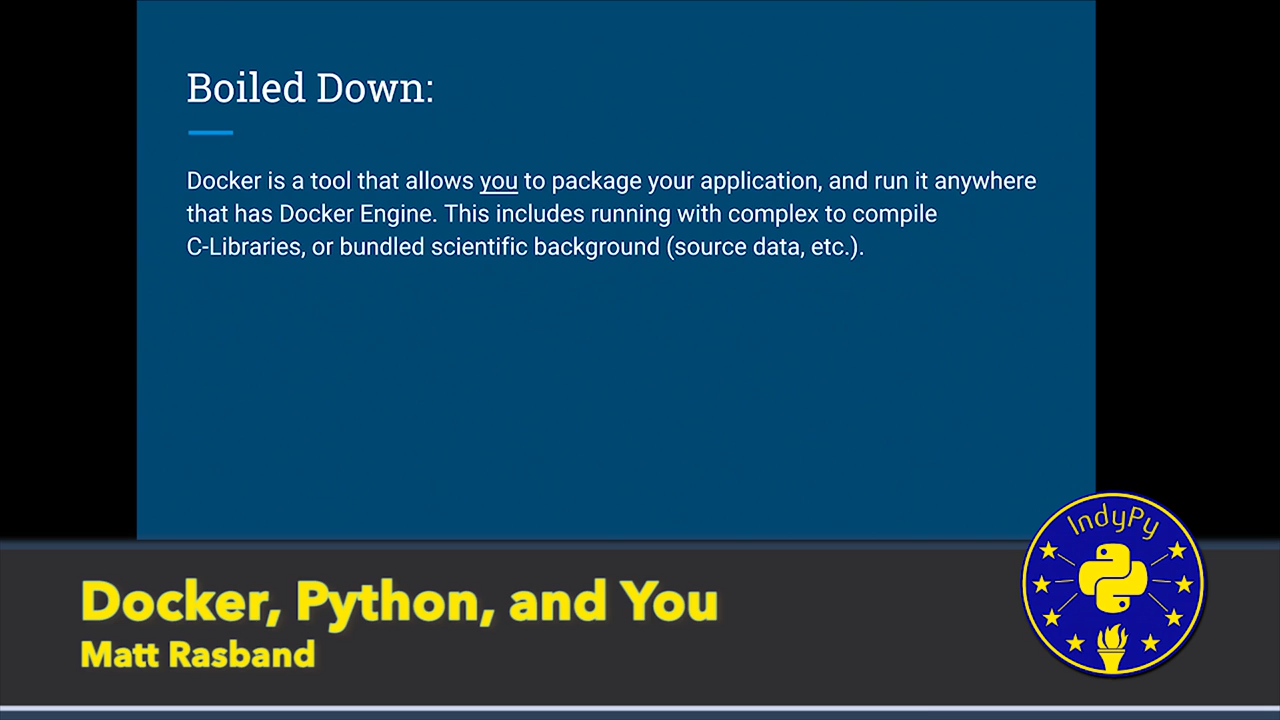 Boiled Down:
Docker is a tool that allows you to package your application, and run it anywhere
that has Docker Engine. This includes running with complex to compile
C-Libraries, or bundled scientific background (source data, etc.).
IndyPy
Docker, Python, and You
Matt Rasband